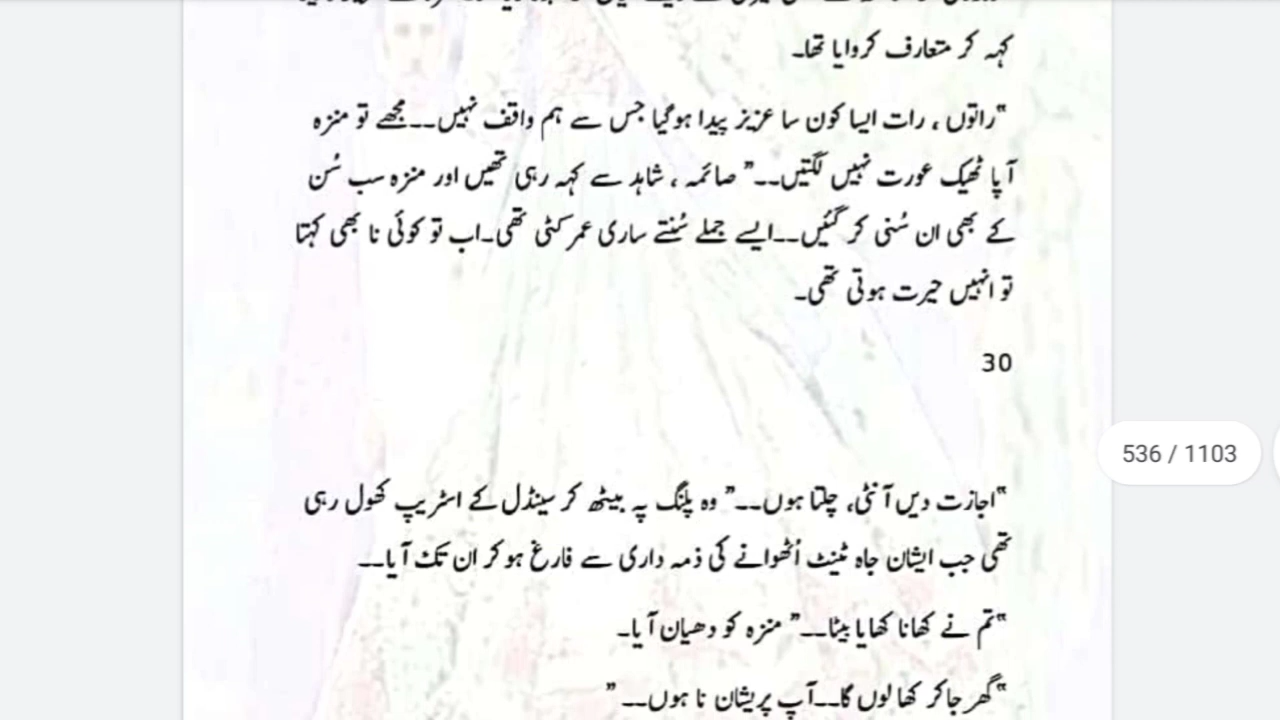 کہہ کر متعارف کروایا تھا۔
"راتوں ، رات ایسا کون سا عزیز پیدا ہوگیا جس سے ہم واقف نہیں۔۔مجھے تو منزہ
آپا ٹھیک عورت نہیں لگتیں۔۔" صائمہ ، شاہد سے کہہ رہی تھیں اور منزہ سب سُن
کے بھی ان سُنی کر گئیں۔۔ایسے جملے سُنتے ساری عمر کٹی تھی۔اب تو کوئی نا بھی کہتا
تو انہیں حیرت ہوتی تھی۔
30
536 / 1103
"اجازت دیں آنٹی، چلتا ہوں۔۔" وہ پلنگ پہ بیٹھ کر سینڈل کے اسٹریپ کھول رہی
تھی جب ایشان جاہ ٹینٹ اُٹھوانے کی ذمہ داری سے فارغ ہوکر ان تک آیا۔۔
"تم نے کھانا کھایا بیٹا۔۔" منزہ کو دھیان آیا۔
"گھر جاکر کھا لوں گا۔۔آپ پریشان نا ہوں۔۔ "